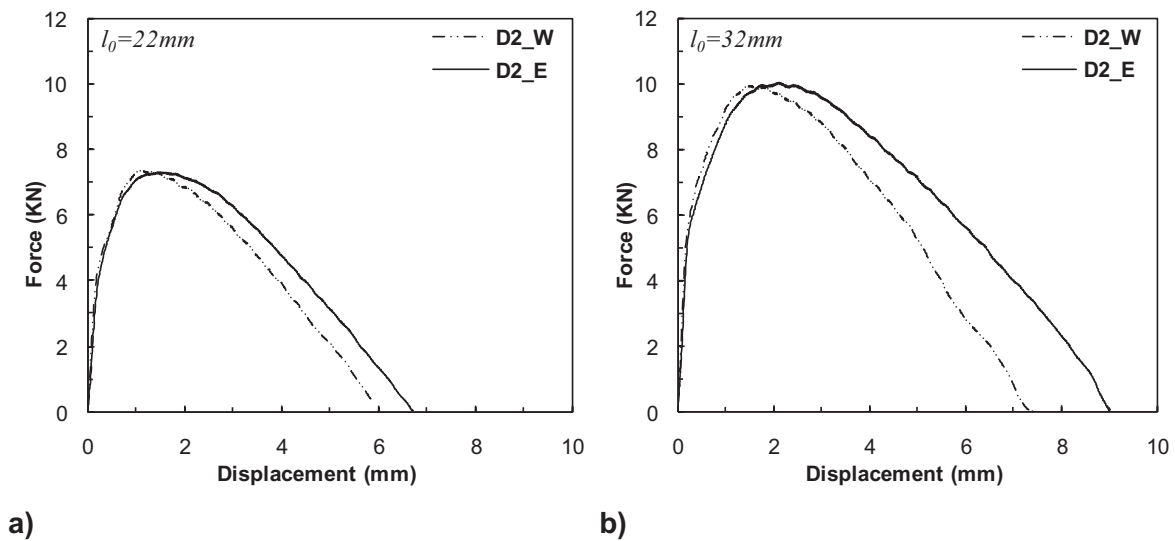 l0=22mm
D2_W
D2_E
Force (KN)
12
10
8
6
4
2
0
0 2 4 6 8 10
Displacement (mm)
a)
l0=32mm
D2_W
D2_E
Force (KN)
12
10
8
6
4
2
0
0 2 4 6 8 10
Displacement (mm)
b)